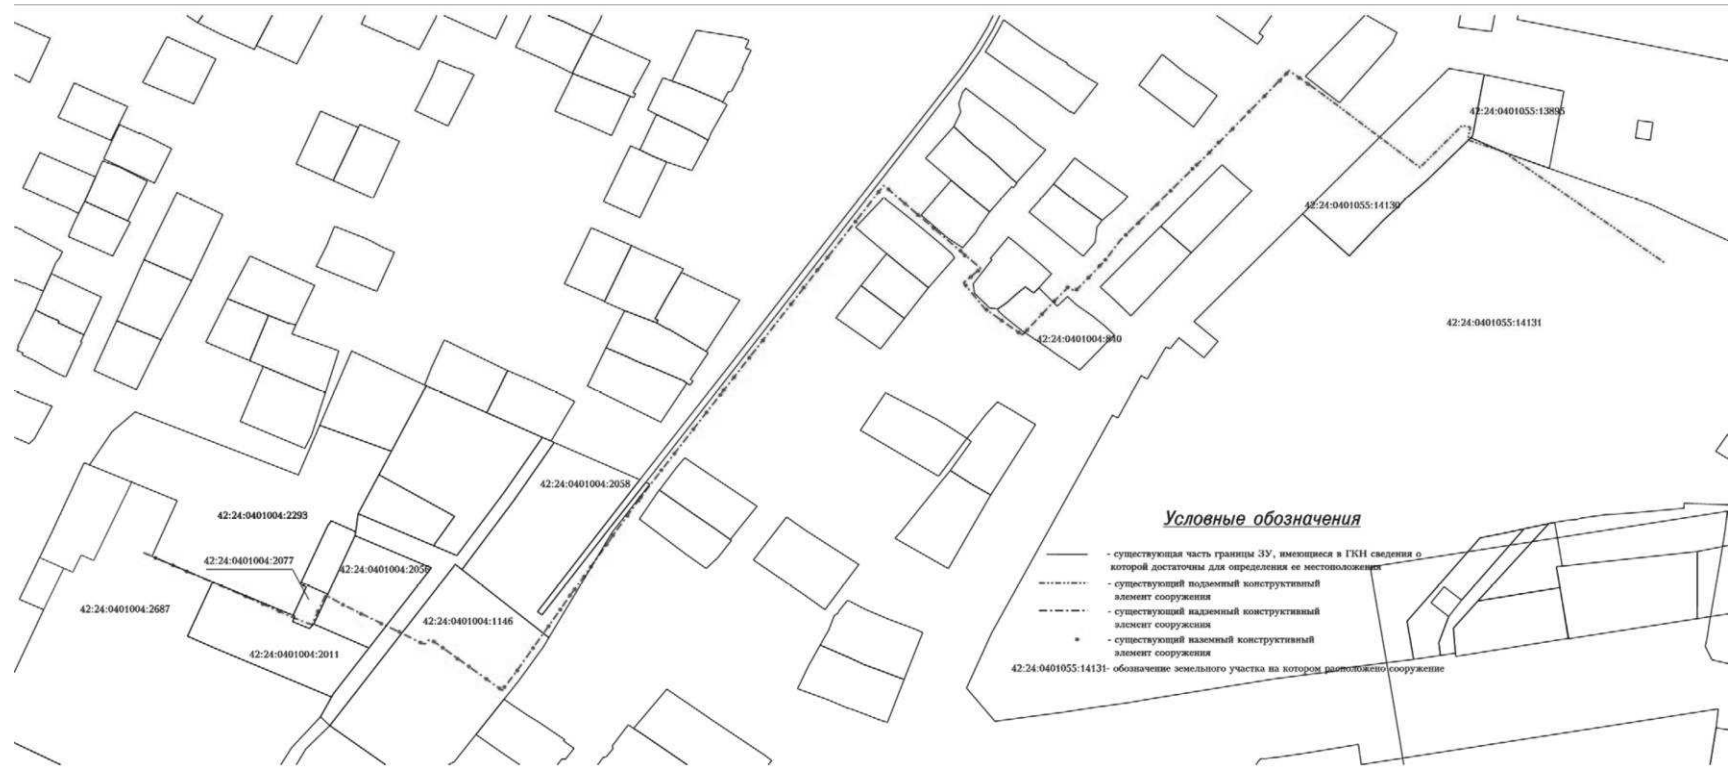 42:24:0401055:13895
42:24:0401055:14130
42:24:0401055:14131
42:24:0401004:840
42:24:0401004:2058
42:24:0401004:2293
42:24:0401004:2077
42:24:0401004:2056
42:24:0401004:2687
42:24:0401004:1146
42:24:0401004:2011
Условные обозначения
- существующая часть границы ЗУ, имеющиеся в ГКН сведения о
которой достаточны для определения ее местоположения
- существующий подземный конструктивный
элемент сооружения
- существующий надземный конструктивный
элемент сооружения
- существующий наземный конструктивный
элемент сооружения
42:24:0401055:14131- обозначение земельного участка на котором расположено сооружение